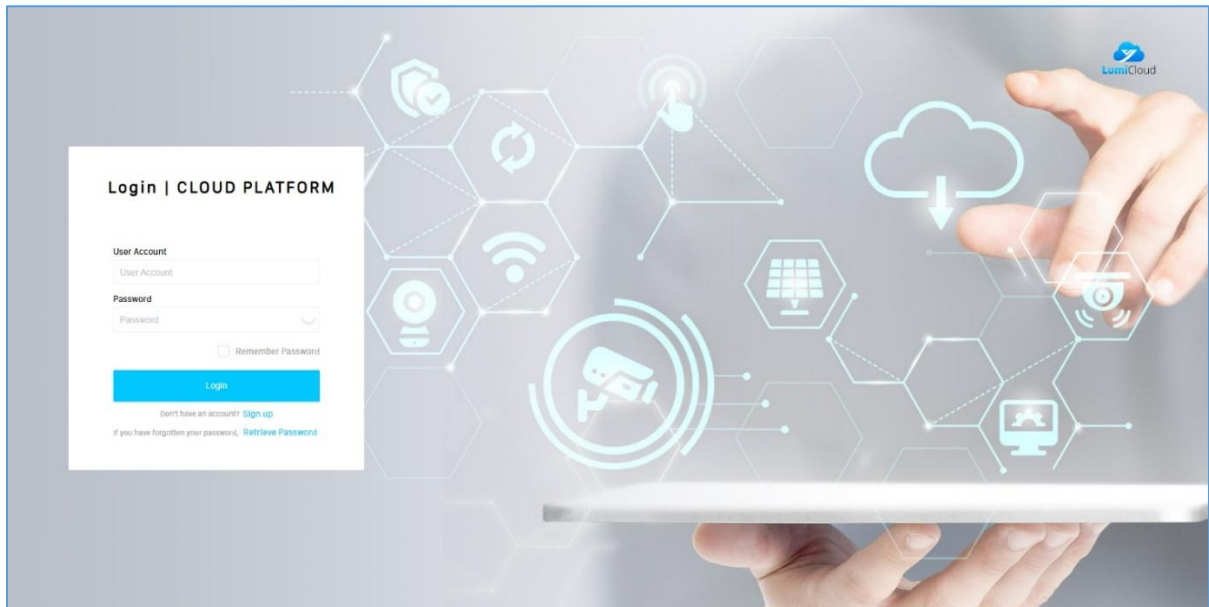 LumiCloud
Login | CLOUD PLATFORM
User Account
User Account
Password
Password
Remember Password
Login
Don't have an account? Sign up
If you have forgotten your password, Retrieve Password